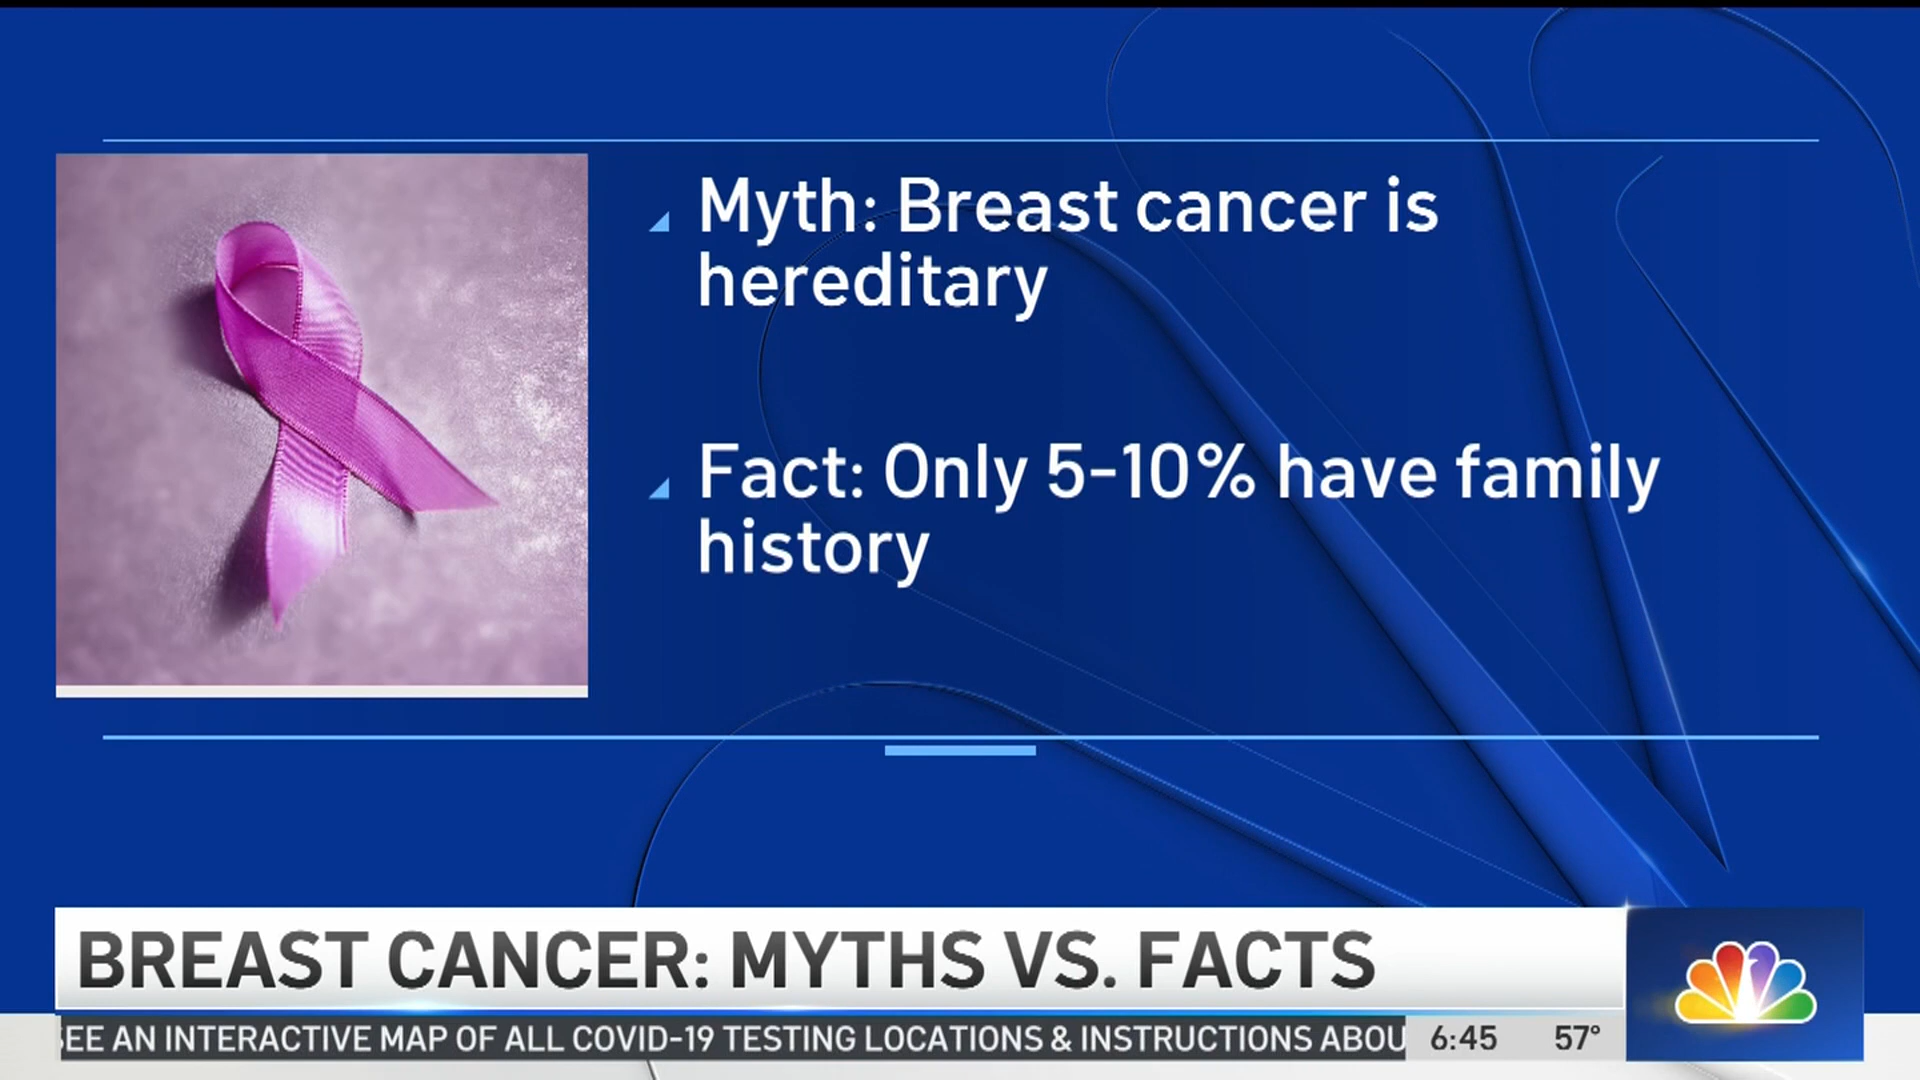 Myth: Breast cancer is
hereditary
Fact: Only 5-10% have family
history
BREAST CANCER: MYTHS VS. FACTS
EE AN INTERACTIVE MAP OF ALL COVID-19 TESTING LOCATIONS & INSTRUCTIONS ABOU
6:45 57°